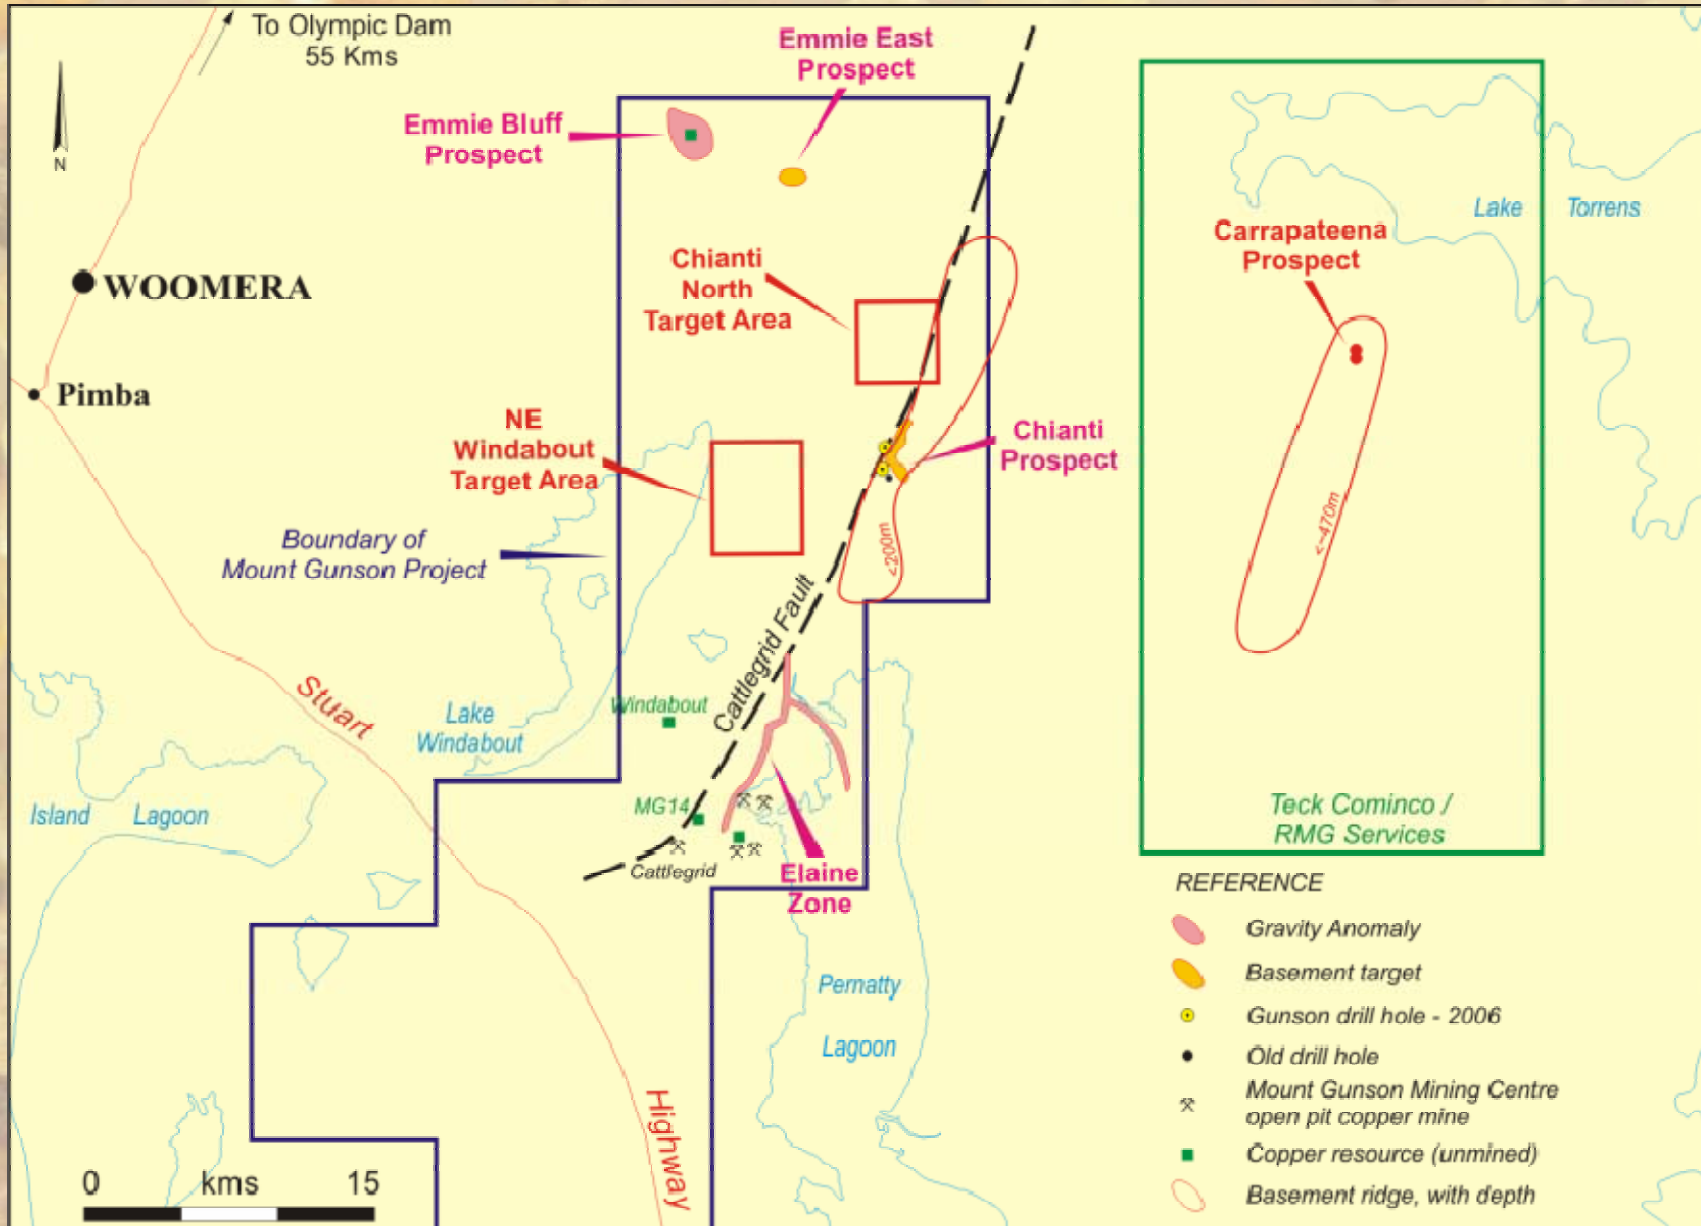 To Olympic Dam
55 Kms
Emmie East
Prospect
Emmie Bluff
Prospect
N
Lake Torrens
Carrapateena
Prospect
Chianti
North
Target Area
WOOMERA
Pimba
NE
Windabout
Target Area
Chianti
Prospect
<200m
<~470m
Boundary of
Mount Gunson Project
Cattlegrid Fault
Stuart
Highway
Windabout
Lake
Windabout
Island Lagoon
MG14
Cattlegrid
Elaine
Zone
Teck Cominco /
RMG Services
Pernatty
Lagoon
REFERENCE
Gravity Anomaly
Basement target
Gunson drill hole - 2006
Old drill hole
Mount Gunson Mining Centre
open pit copper mine
Copper resource (unmined)
Basement ridge, with depth
0 kms 15